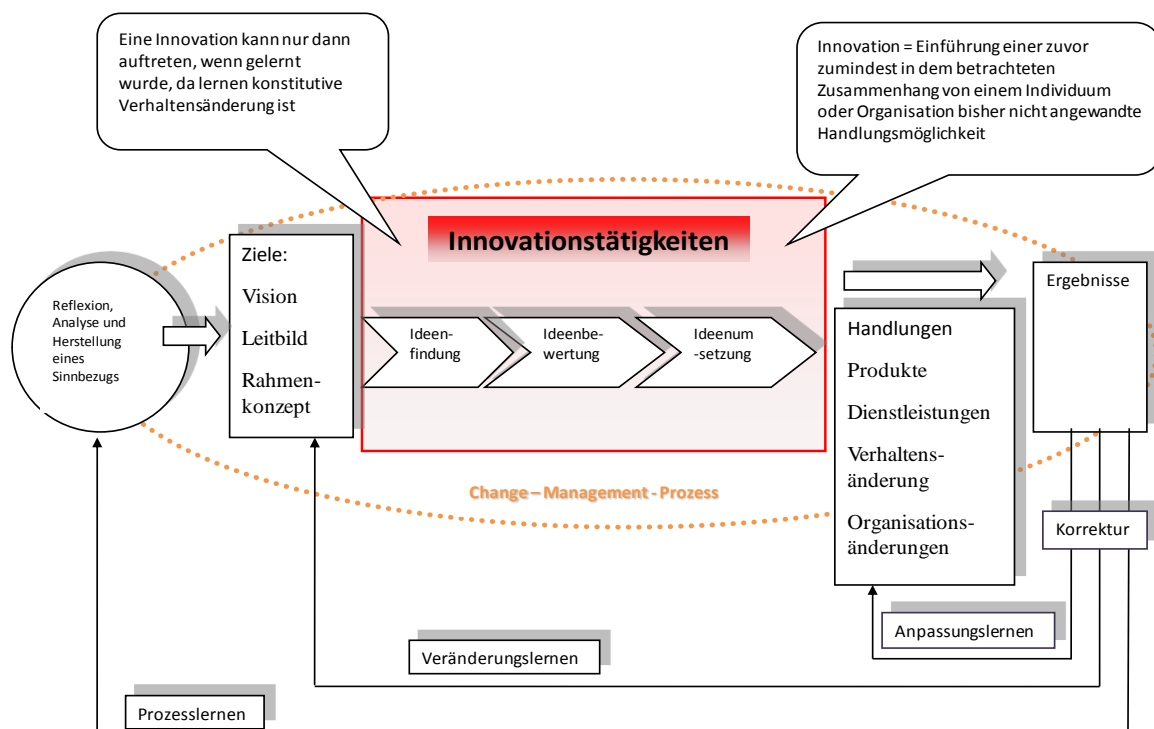 Eine Innovation kann nur dann
auftreten, wenn gelernt
wurde, da lernen konstitutive
Verhaltensänderung ist
Innovation = Einführung einer zuvor
zumindest in dem betrachteten
Zusammenhang von einem Individuum
oder Organisation bisher nicht angewandte
Handlungsmöglichkeit
Innovationstätigkeiten
Reflexion,
Analyse und
Herstellung
eines
Sinnbezugs
Ziele:
Vision
Leitbild
Rahmen-
konzept
Ideen-
findung
Ideenbe-
wertung
Ideenum
-setzung
Handlungen
Produkte
Dienstleistungen
Verhaltens-
änderung
Organisations-
änderungen
Ergebnisse
Change – Management - Prozess
Korrektur
Anpassungslernen
Veränderungslernen
Prozesslernen